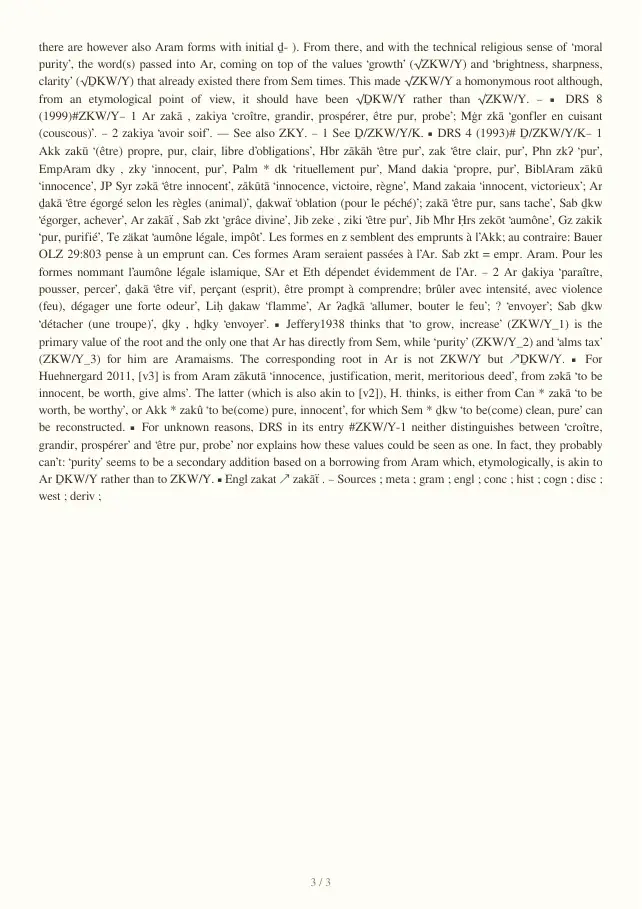 there are however also Aram forms with initial ḏ- ). From there, and with the technical religious sense of ‘moral
purity’, the word(s) passed into Ar, coming on top of the values ‘growth’ (√ZKW/Y) and ‘brightness, sharpness,
clarity’ (√ḎKW/Y) that already existed there from Sem times. This made √ZKW/Y a homonymous root although,
from an etymological point of view, it should have been √ḎKW/Y rather than √ZKW/Y. – ▪ DRS 8
(1999)#ZKW/Y– 1 Ar zakā , zakiya ‘croître, grandir, prospérer, être pur, probe’; Mġr zkā ‘gonfler en cuisant
(couscous)’. – 2 zakiya ‘avoir soif’. — See also ZKY. – 1 See Ḏ/Z/W/Y/K. ▪ DRS 4 (1993)# Ḏ/Z/W/Y/K– 1
Akk zakū ‘(être) propre, pur, clair, libre d’obligations’, Hbr zākāh ‘être pur’, zak ‘être clair, pur’, Phn zkʔ ‘pur’,
EmpAram dky , zky ‘innocent, pur’, Palm * dk ‘rituellement pur’, Mand dakia ‘propre, pur’, BiblAram zākū
‘innocence’, JP Syr zəkā ‘être innocent’, zākūtā ‘innocence, victoire, règne’, Mand zakaia ‘innocent, victorieux’; Ar
ḏakā ‘être égorgé selon les règles (animal)’, ḏakwaẗ ‘oblation (pour le péché)’; zakā ‘être pur, sans tache’, Sab ḏkw
‘égorger, achever’, Ar zakāẗ , Sab zkt ‘grâce divine’, Jib zeke , ziki ‘être pur’, Jib Mhr Ḥrs zekōt ‘aumône’, Gz zakik
‘pur, purifié’, Te zäkat ‘aumône légale, impôt’. Les formes en z semblent des emprunts à l’Akk; au contraire: Bauer
OLZ 29:803 pense à un emprunt can. Ces formes Aram seraient passées à l’Ar. Sab zkt = empr. Aram. Pour les
formes nommant l’aumône légale islamique, SAr et Eth dépendet évidemment de l’Ar. – 2 Ar ḏakiya ‘paraître,
pousser, percer’, ḏakā ‘être vif, perçant (esprit), être prompt à comprendre; brûler avec intensité, avec violence
(feu), dégager une forte odeur’, Liḥ ḏakaw ‘flamme’, Ar ʔaḏkā ‘allumer, bouter le feu’; ? ‘envoyer’; Sab ḏkw
‘détacher (une troupe)’, ḏky , hḏky ‘envoyer’. ▪ Jeffery1938 thinks that ‘to grow, increase’ (ZKW/Y_1) is the
primary value of the root and the only one that Ar has directly from Sem, while ‘purity’ (ZKW/Y_2) and ‘alms tax’
(ZKW/Y_3) for him are Aramaisms. The corresponding root in Ar is not ZKW/Y but ↗ḎKW/Y. ▪ For
Huehnergard 2011, [v3] is from Aram zākutā ‘innocence, justification, merit, meritorious deed’, from zəkā ‘to be
innocent, be worth, give alms’. The latter (which is also akin to [v2]), H. thinks, is either from Can * zakā ‘to be
worth, be worthy’, or Akk * zakû ‘to be(come) pure, innocent’, for which Sem * ḏkw ‘to be(come) clean, pure’ can
be reconstructed. ▪ For unknown reasons, DRS in its entry #ZKW/Y-1 neither distinguishes between ‘croître,
grandir, prospérer’ and ‘être pur, probe’ nor explains how these values could be seen as one. In fact, they probably
can’t: ‘purity’ seems to be a secondary addition based on a borrowing from Aram which, etymologically, is akin to
Ar ḎKW/Y rather than to ZKW/Y. ▪ Engl zakat ↗ zakāẗ . – Sources ; meta ; gram ; engl ; conc ; hist ; cogn ; disc ;
west ; deriv ;
3 / 3